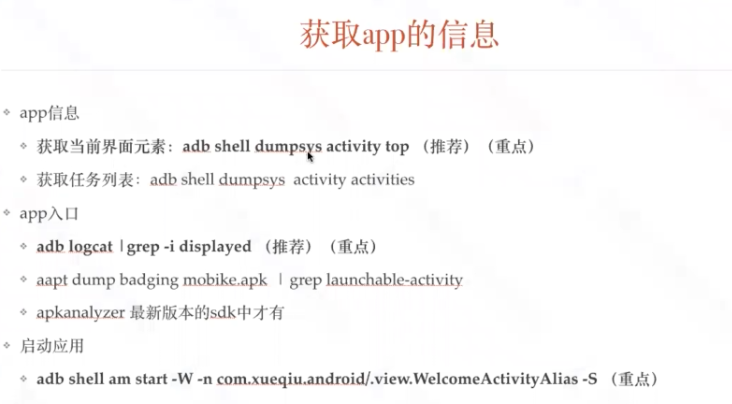 获取app的信息
app信息
获取当前界面元素：adb shell dumpsys activity top （推荐）（重点）
获取任务列表：adb shell dumpsys  activity activities
app入口
adb logcat |grep -i displayed （推荐）（重点）
aapt dump badging mobike.apk | grep launchable-activity
apkanalyzer 最新版本的sdk中才有
启动应用
adb shell am start -W -n com.xueqiu.android/.view.WelcomeActivityAlias -S （重点）